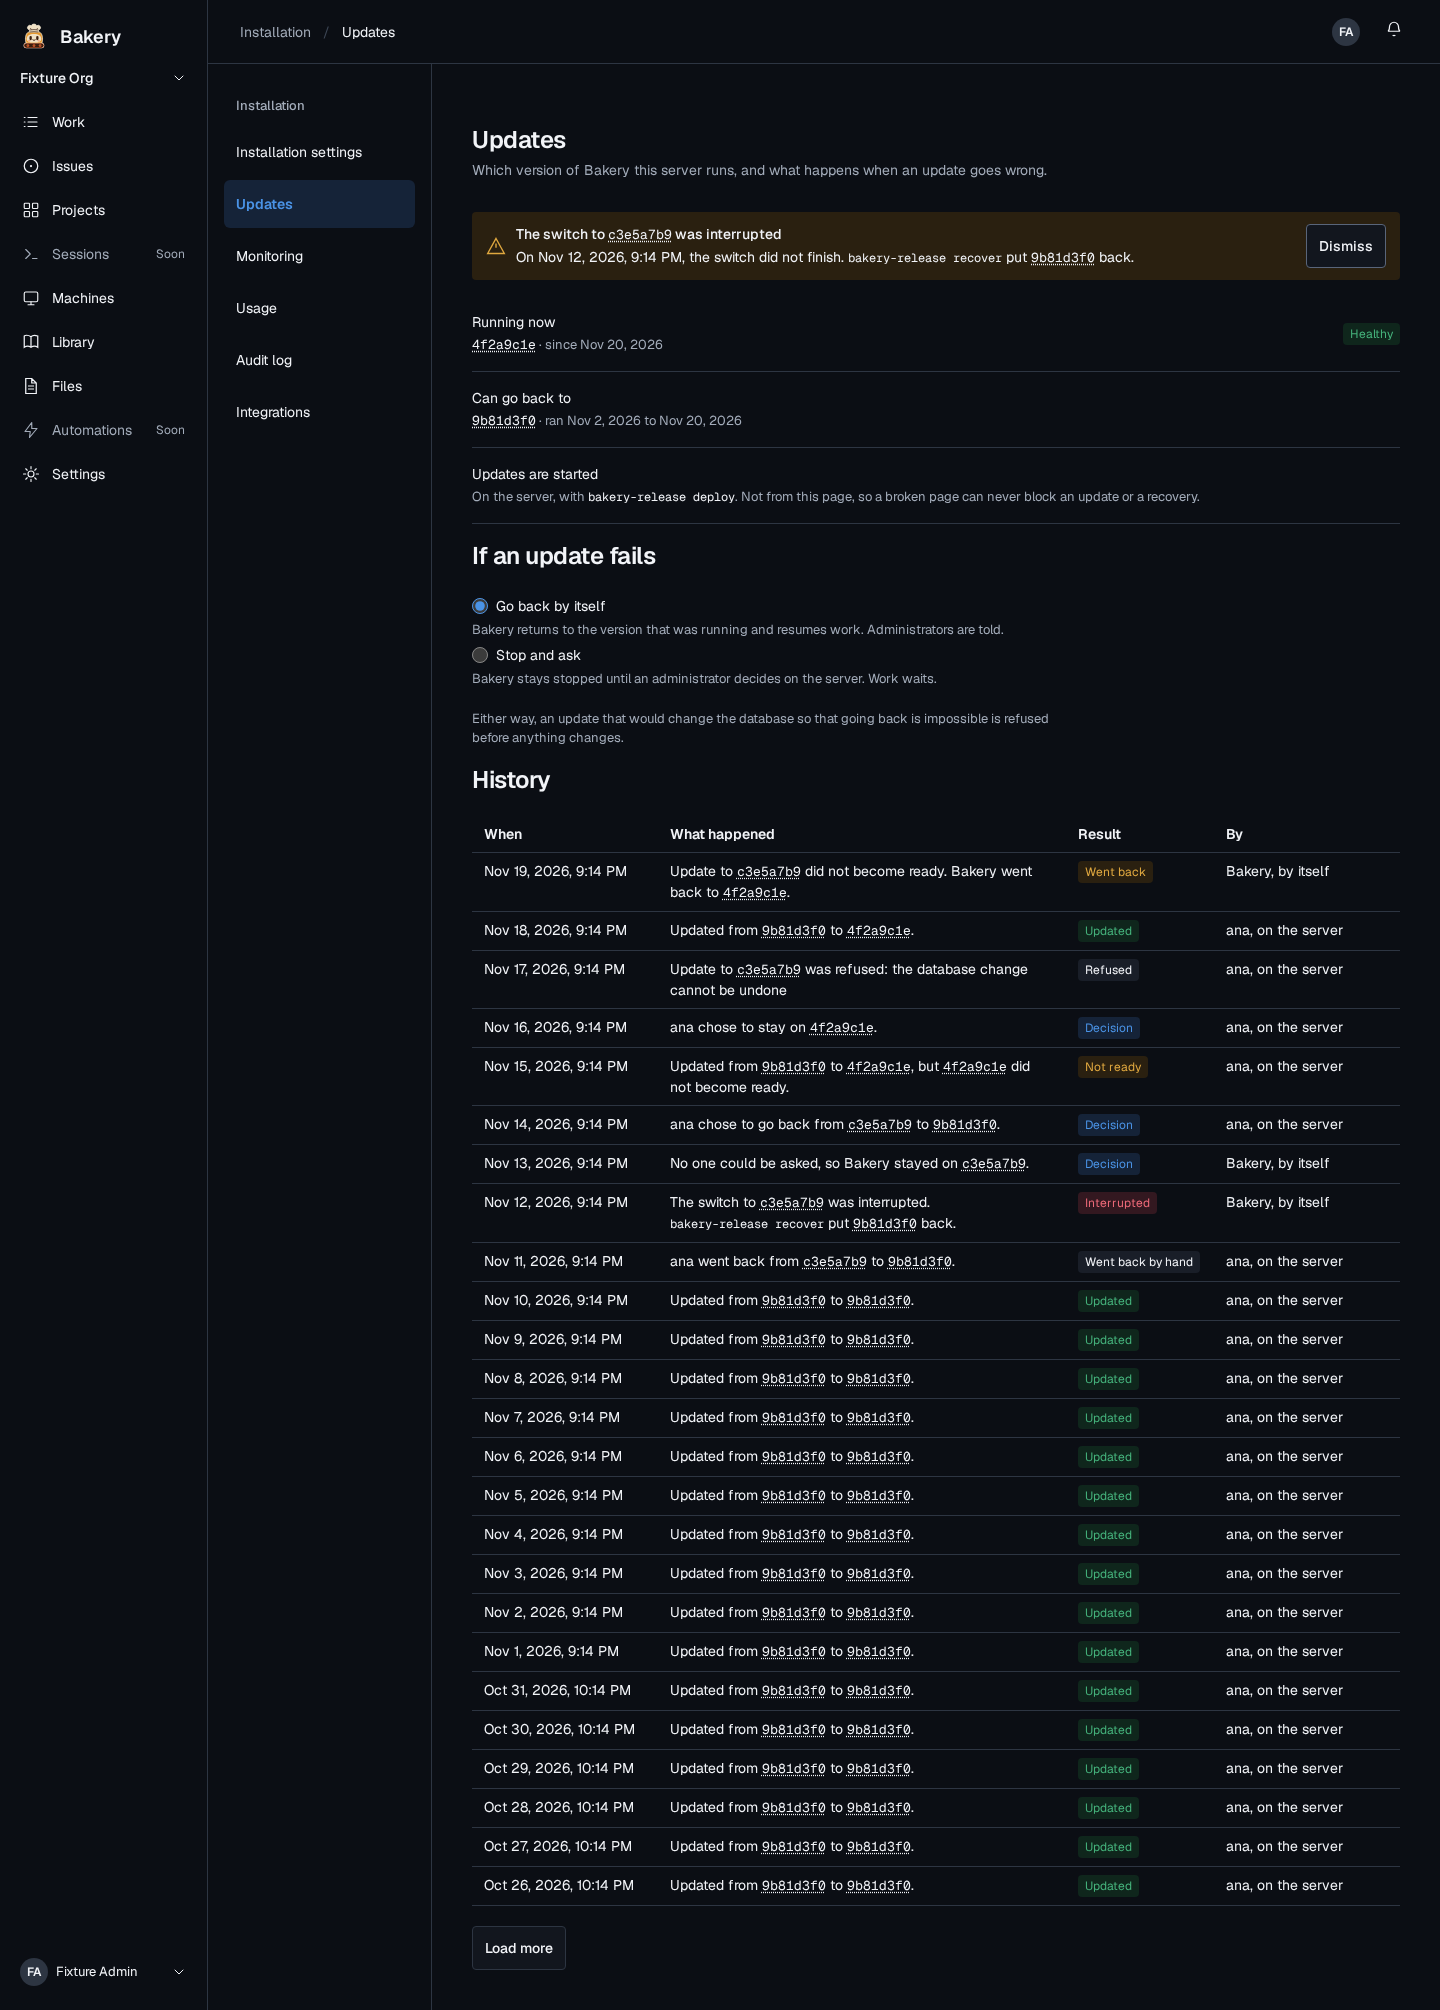 Bakery
Fixture Org
Work
Issues
Projects
Sessions Soon
Machines
Library
Files
Automations Soon
Settings
FA Fixture Admin
Installation / Updates
FA
Installation
Installation settings
Updates
Monitoring
Usage
Audit log
Integrations
Updates
Which version of Bakery this server runs, and what happens when an update goes wrong.
The switch to c3e5a7b9 was interrupted
On Nov 12, 2026, 9:14 PM, the switch did not finish. bakery-release recover put 9b81d3f0 back.
Dismiss
Running now
4f2a9c1e · since Nov 20, 2026
Healthy
Can go back to
9b81d3f0 · ran Nov 2, 2026 to Nov 20, 2026
Updates are started
On the server, with bakery-release deploy. Not from this page, so a broken page can never block an update or a recovery.
If an update fails
Go back by itself
Bakery returns to the version that was running and resumes work. Administrators are told.
Stop and ask
Bakery stays stopped until an administrator decides on the server. Work waits.
Either way, an update that would change the database so that going back is impossible is refused
before anything changes.
History
When What happened Result By
Nov 19, 2026, 9:14 PM Update to c3e5a7b9 did not become ready. Bakery went Went back Bakery, by itself
back to 4f2a9c1e.
Nov 18, 2026, 9:14 PM Updated from 9b81d3f0 to 4f2a9c1e. Updated ana, on the server
Nov 17, 2026, 9:14 PM Update to c3e5a7b9 was refused: the database change Refused ana, on the server
cannot be undone
Nov 16, 2026, 9:14 PM ana chose to stay on 4f2a9c1e. Decision ana, on the server
Nov 15, 2026, 9:14 PM Updated from 9b81d3f0 to 4f2a9c1e, but 4f2a9c1e did Not ready ana, on the server
not become ready.
Nov 14, 2026, 9:14 PM ana chose to go back from c3e5a7b9 to 9b81d3f0. Decision ana, on the server
Nov 13, 2026, 9:14 PM No one could be asked, so Bakery stayed on c3e5a7b9. Decision Bakery, by itself
Nov 12, 2026, 9:14 PM The switch to c3e5a7b9 was interrupted. Interrupted Bakery, by itself
bakery-release recover put 9b81d3f0 back.
Nov 11, 2026, 9:14 PM ana went back from c3e5a7b9 to 9b81d3f0. Went back by hand ana, on the server
Nov 10, 2026, 9:14 PM Updated from 9b81d3f0 to 9b81d3f0. Updated ana, on the server
Nov 9, 2026, 9:14 PM Updated from 9b81d3f0 to 9b81d3f0. Updated ana, on the server
Nov 8, 2026, 9:14 PM Updated from 9b81d3f0 to 9b81d3f0. Updated ana, on the server
Nov 7, 2026, 9:14 PM Updated from 9b81d3f0 to 9b81d3f0. Updated ana, on the server
Nov 6, 2026, 9:14 PM Updated from 9b81d3f0 to 9b81d3f0. Updated ana, on the server
Nov 5, 2026, 9:14 PM Updated from 9b81d3f0 to 9b81d3f0. Updated ana, on the server
Nov 4, 2026, 9:14 PM Updated from 9b81d3f0 to 9b81d3f0. Updated ana, on the server
Nov 3, 2026, 9:14 PM Updated from 9b81d3f0 to 9b81d3f0. Updated ana, on the server
Nov 2, 2026, 9:14 PM Updated from 9b81d3f0 to 9b81d3f0. Updated ana, on the server
Nov 1, 2026, 9:14 PM Updated from 9b81d3f0 to 9b81d3f0. Updated ana, on the server
Oct 31, 2026, 10:14 PM Updated from 9b81d3f0 to 9b81d3f0. Updated ana, on the server
Oct 30, 2026, 10:14 PM Updated from 9b81d3f0 to 9b81d3f0. Updated ana, on the server
Oct 29, 2026, 10:14 PM Updated from 9b81d3f0 to 9b81d3f0. Updated ana, on the server
Oct 28, 2026, 10:14 PM Updated from 9b81d3f0 to 9b81d3f0. Updated ana, on the server
Oct 27, 2026, 10:14 PM Updated from 9b81d3f0 to 9b81d3f0. Updated ana, on the server
Oct 26, 2026, 10:14 PM Updated from 9b81d3f0 to 9b81d3f0. Updated ana, on the server
Load more